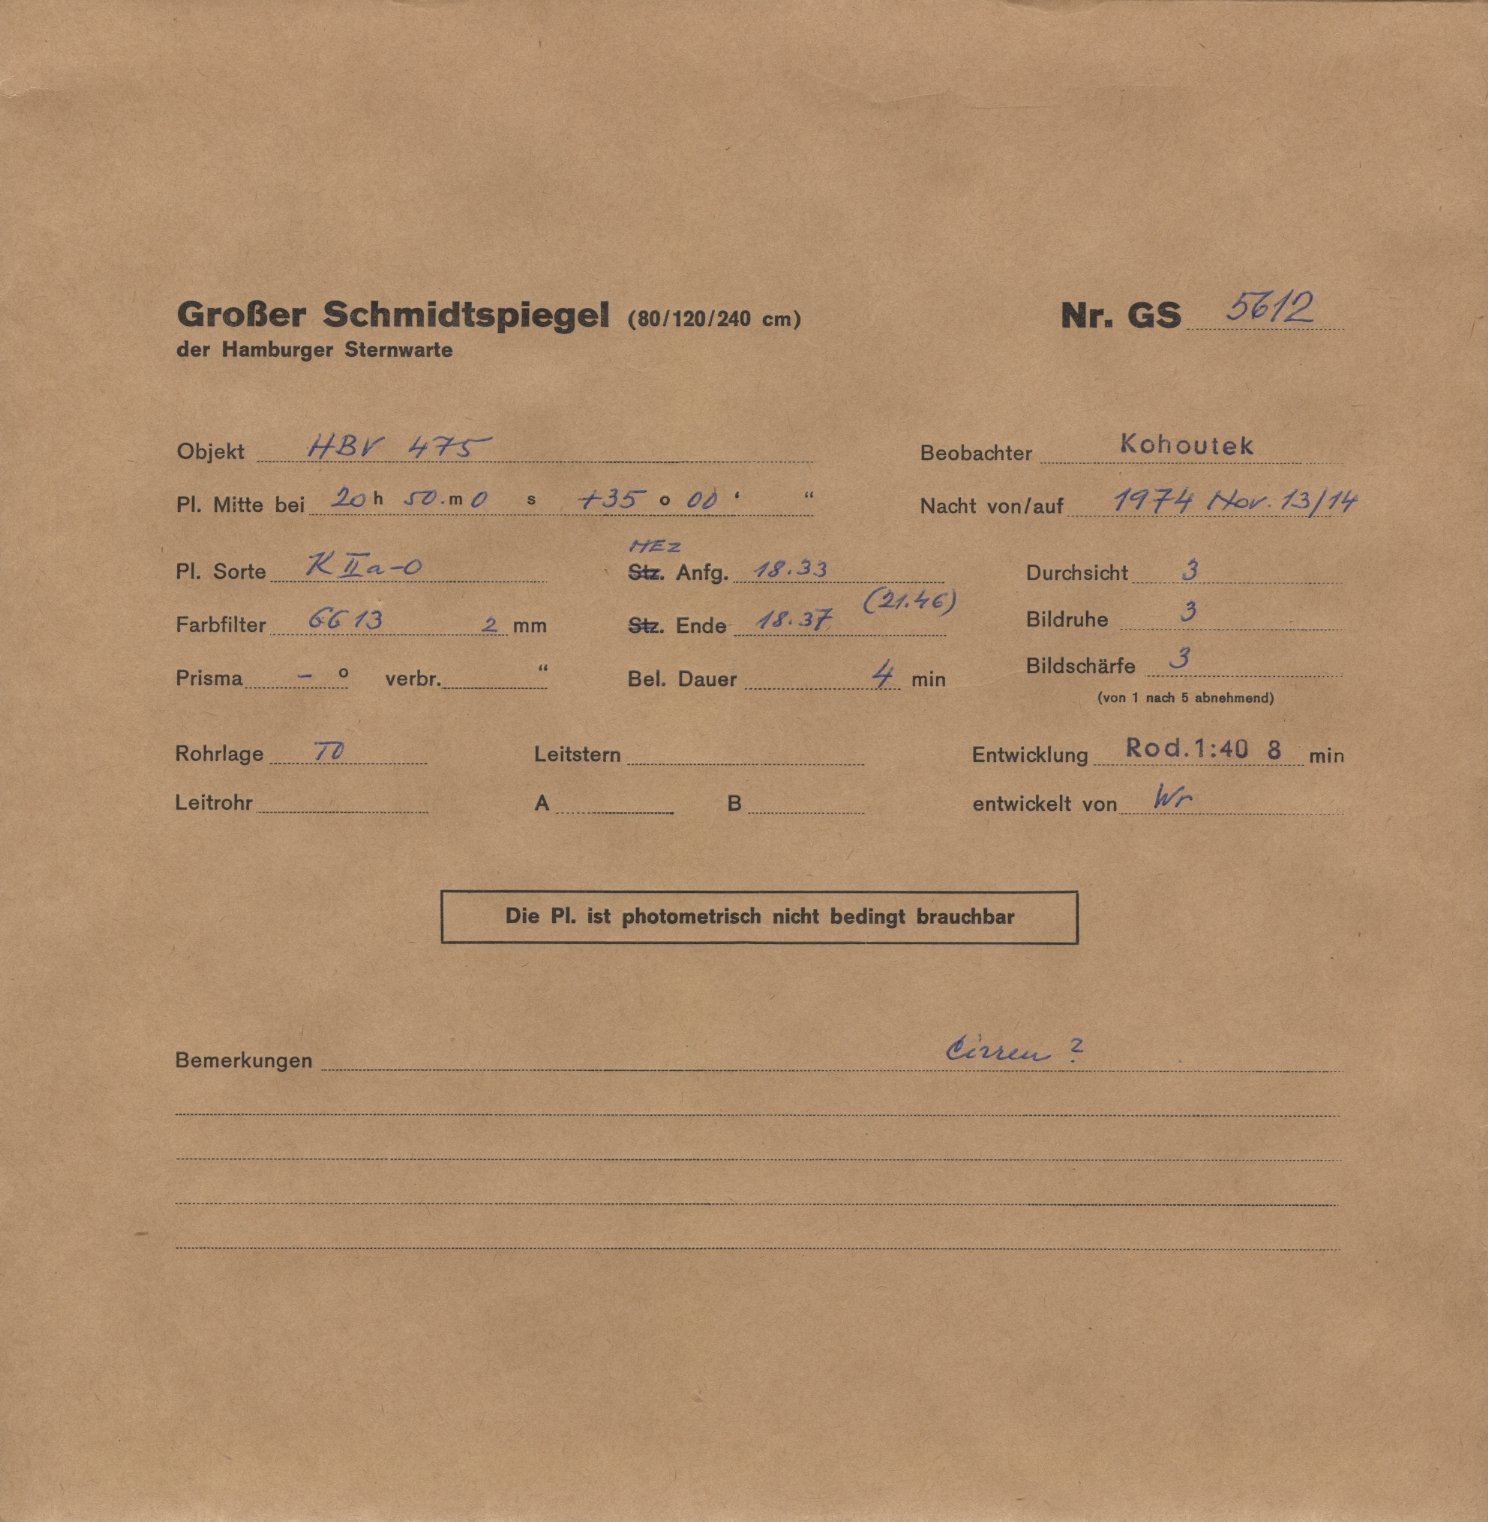 Großer Schmidtspiegel (80/120/240 cm) Nr. GS 5612
der Hamburger Sternwarte
Objekt HBV 475 Beobachter Kohoutek
Pl. Mitte bei 20 h 50. m 0 s +35 o 00 ‘ “ Nacht von/auf 1974 Nov. 13/14
MEZ
Pl. Sorte K IIa-O Stz. Anfg. 18.33 Durchsicht 3
(21.46)
Farbfilter GG 13 2 mm Stz. Ende 18.37 Bildruhe 3
Prisma – o verbr. “ Bel. Dauer 4 min Bildschärfe 3
(von 1 nach 5 abnehmend)
Rohrlage TO Leitstern Entwicklung Rod. 1:40 8 min
Leitrohr A B entwickelt von Wr
Die Pl. ist photometrisch nicht bedingt brauchbar
Bemerkungen Cirren ?